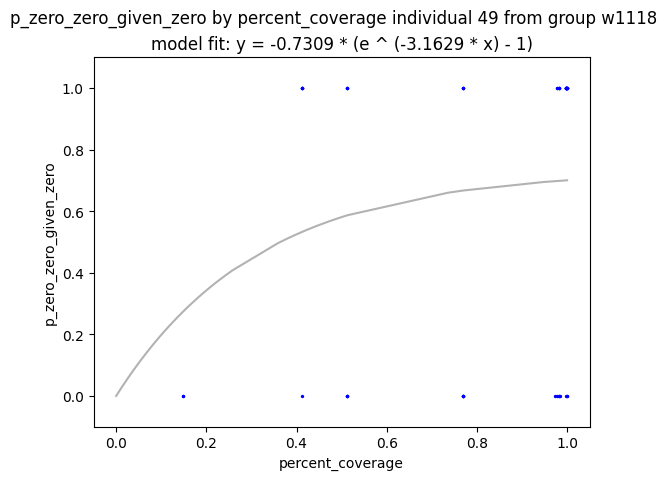 p_zero_zero_given_zero by percent_coverage individual 49 from group w1118
model fit: y = -0.7309 * (e ^ (-3.1629 * x) - 1)
1.0
0.8
0.6
0.4
0.2
0.0
p_zero_zero_given_zero
0.0 0.2 0.4 0.6 0.8 1.0
percent_coverage